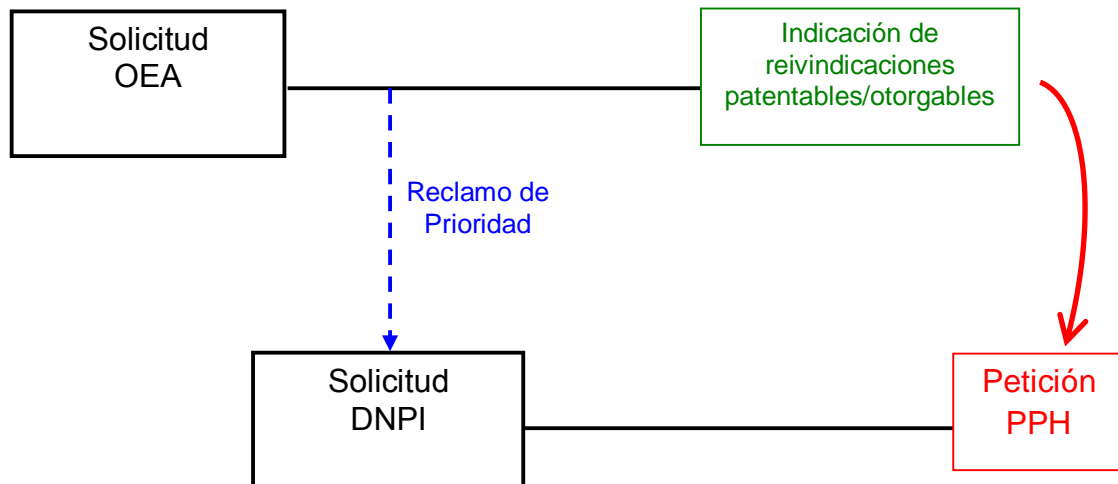 Solicitud
OEA
Indicación de
reivindicaciones
patentables/otorgables
Reclamo de
Prioridad
Solicitud
DNPI
Petición
PPH